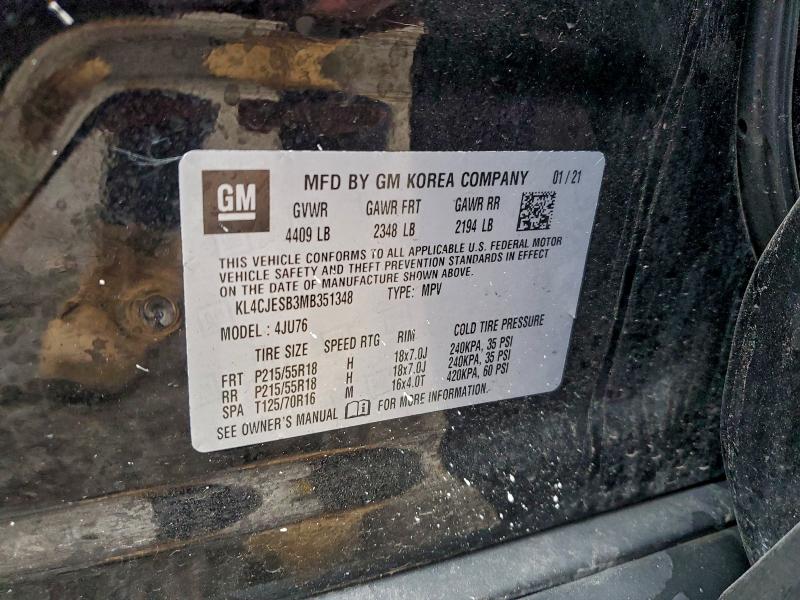 GM MFD BY GM KOREA COMPANY 01/21
GVWR GAWR FRT GAWR RR
4409 LB 2348 LB 2194 LB
THIS VEHICLE CONFORMS TO ALL APPLICABLE U.S. FEDERAL MOTOR
VEHICLE SAFETY AND THEFT PREVENTION STANDARDS IN EFFECT
ON THE DATE OF MANUFACTURE SHOWN ABOVE.
KL4CJESB3MB351348 TYPE: MPV
MODEL: 4JU76
TIRE SIZE SPEED RTG RIM COLD TIRE PRESSURE
FRT P215/55R18 H 18x7.0J 240KPA, 35 PSI
RR P215/55R18 H 18x7.0J 240KPA, 35 PSI
SPA T125/70R16 M 16x4.0T 420KPA, 60 PSI
SEE OWNER'S MANUAL FOR MORE INFORMATION.